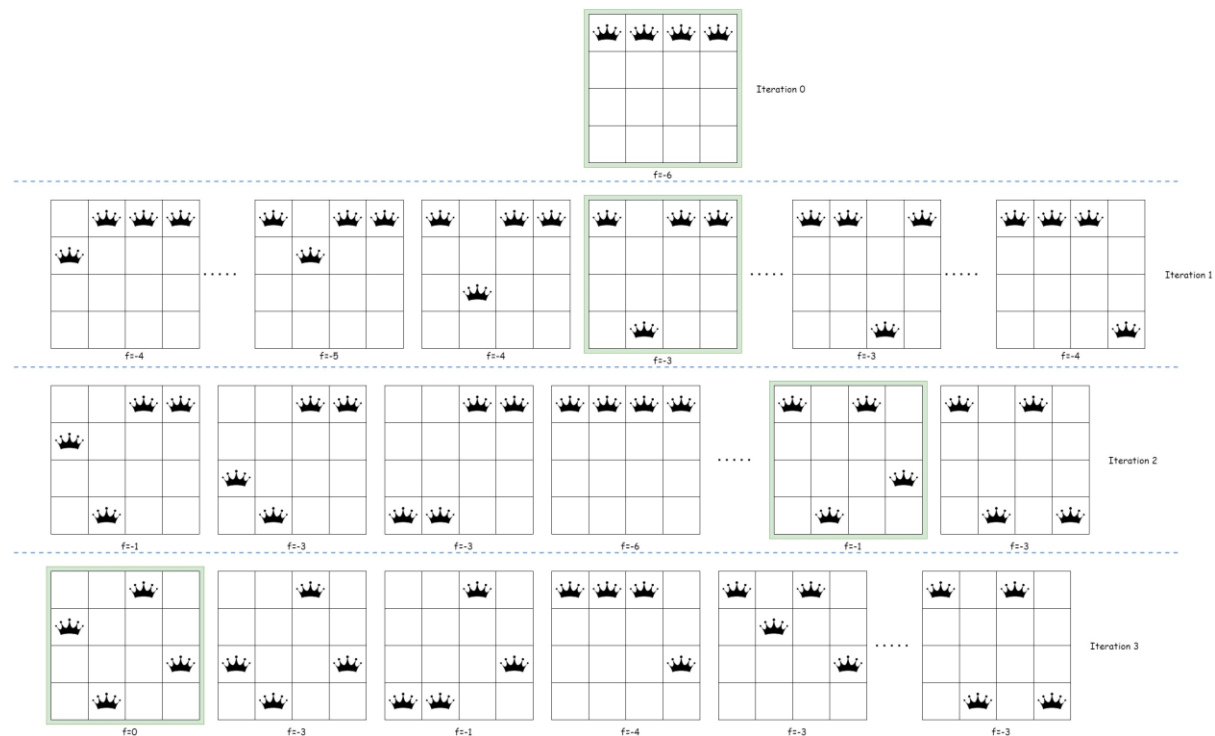 Iteration 0
f=-6
Iteration 1
f=-4
f=-5
f=-4
f=-3
f=-3
f=-4
Iteration 2
f=-1
f=-3
f=-3
f=-6
f=-1
f=-3
Iteration 3
f=0
f=-3
f=-1
f=-4
f=-3
f=-3